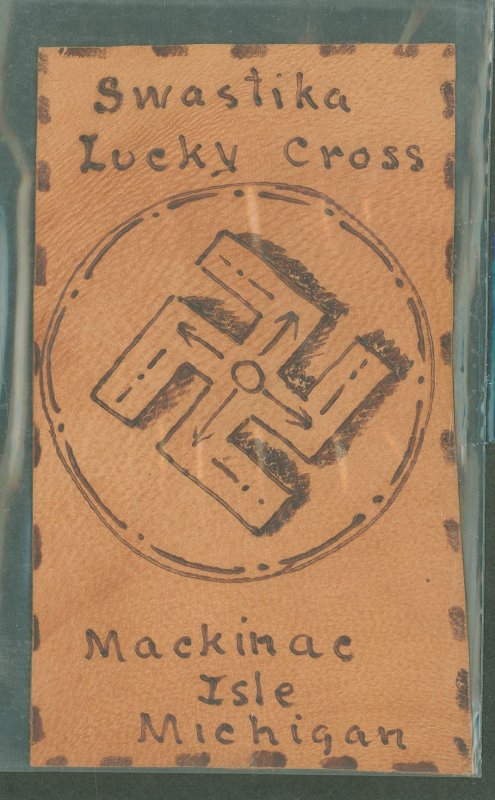 Swastika
Lucky Cross
Mackinac
Isle
Michigan